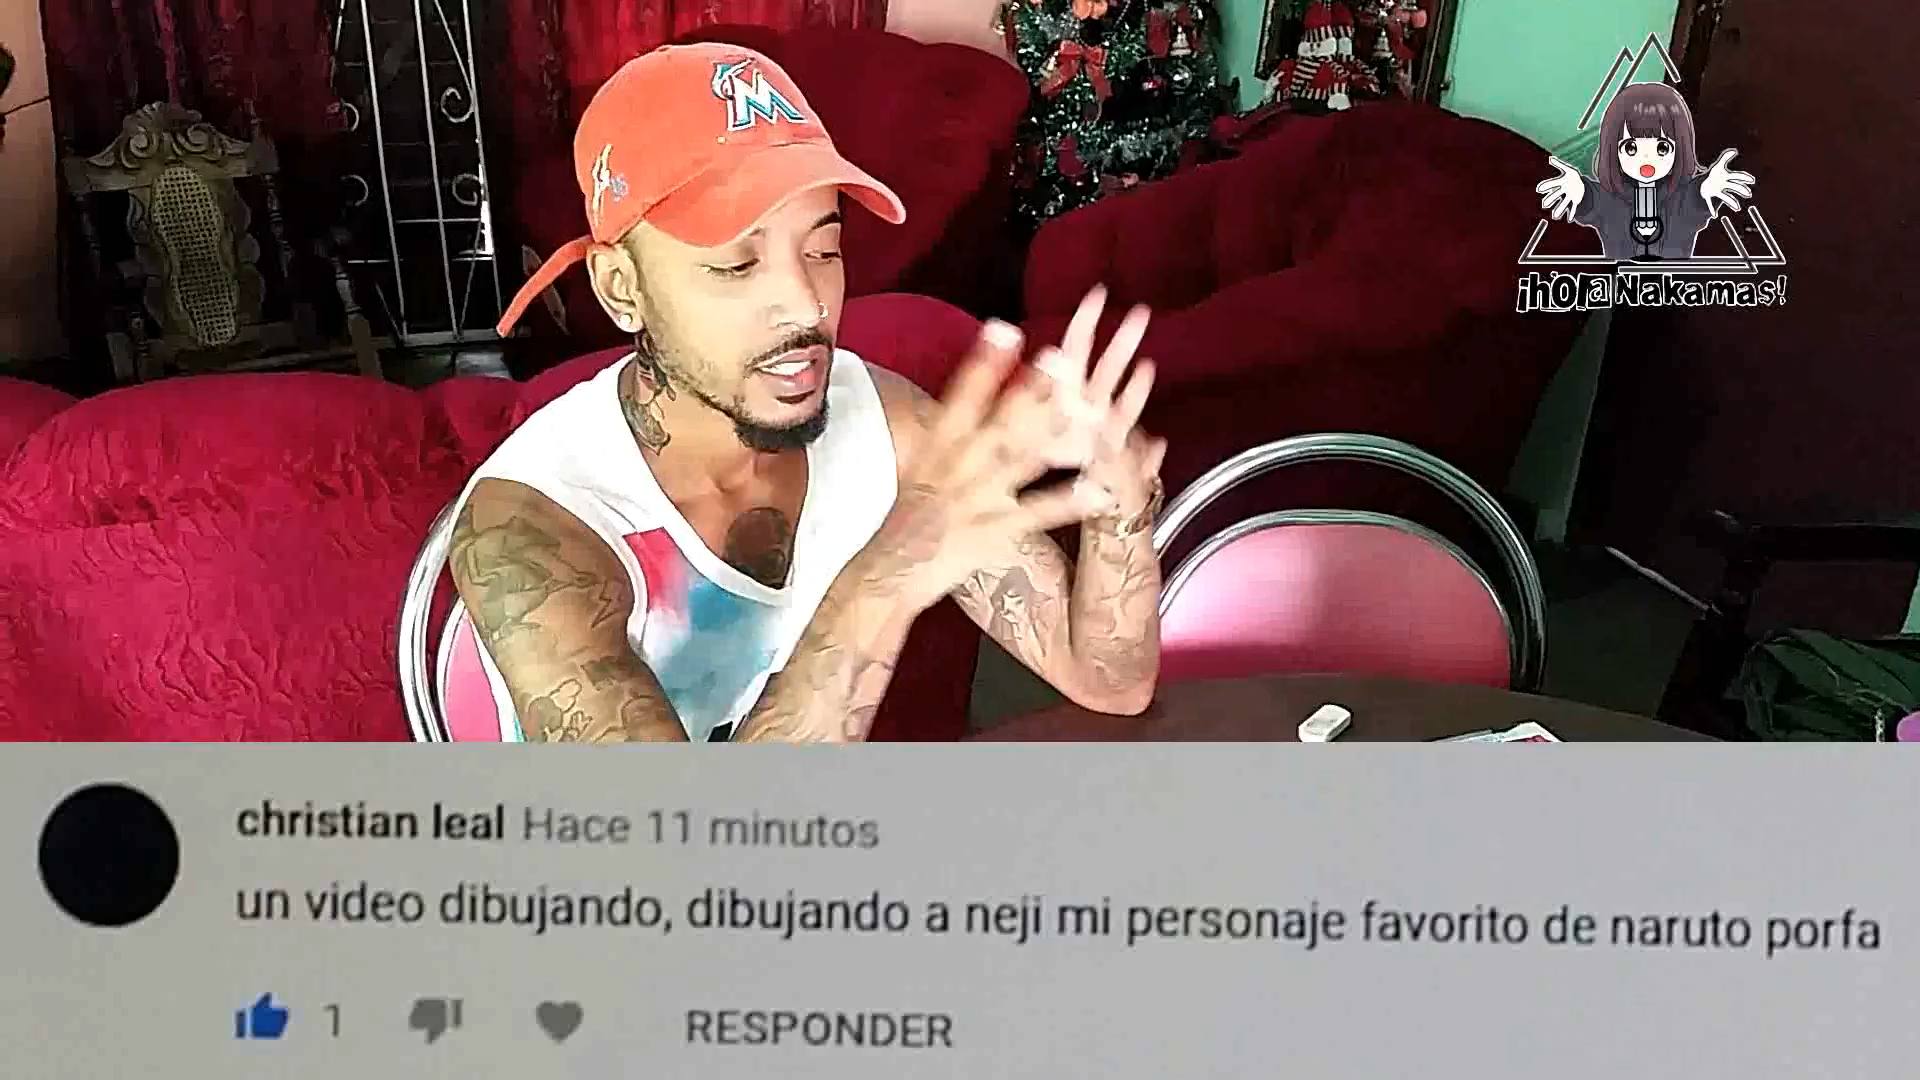 M
¡hOla Nakamas!
christian leal Hace 11 minutos
un video dibujando, dibujando a neji mi personaje favorito de naruto porfa
1
RESPONDER